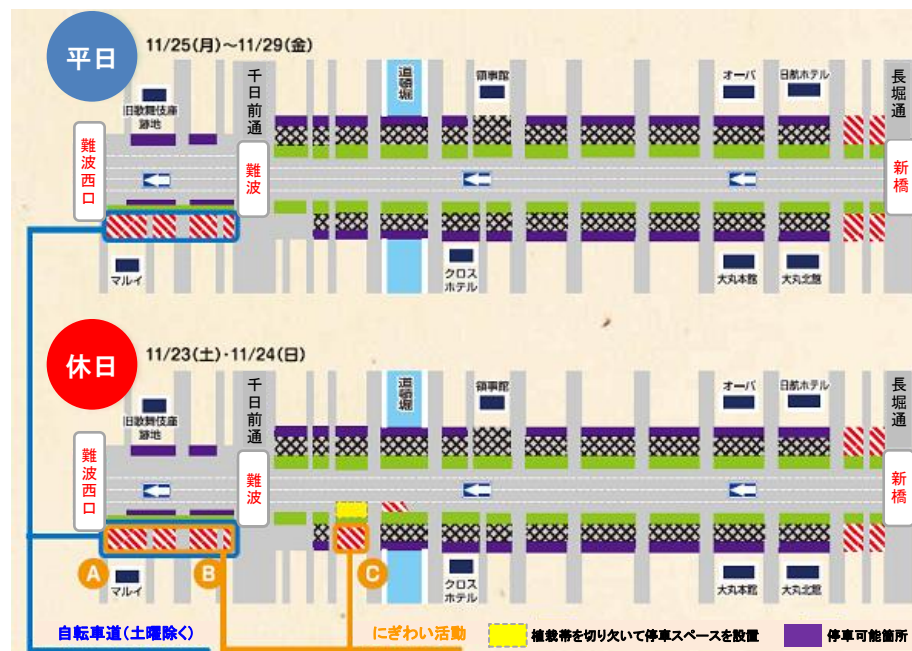 平日
11/25(月)～11/29(金)
旧歌舞伎座
跡地
千日前通
道頓堀
領事館
オーパ
日航ホテル
長堀通
難波西口
難波
新橋
マルイ
クロス
ホテル
大丸本館
大丸北館
休日
11/23(土)・11/24(日)
旧歌舞伎座
跡地
千日前通
道頓堀
領事館
オーパ
日航ホテル
長堀通
難波西口
難波
新橋
A
B
C
マルイ
クロス
ホテル
大丸本館
大丸北館
自転車道(土曜除く)
にぎわい活動
植栽帯を切り欠いて停車スペースを設置
停車可能箇所